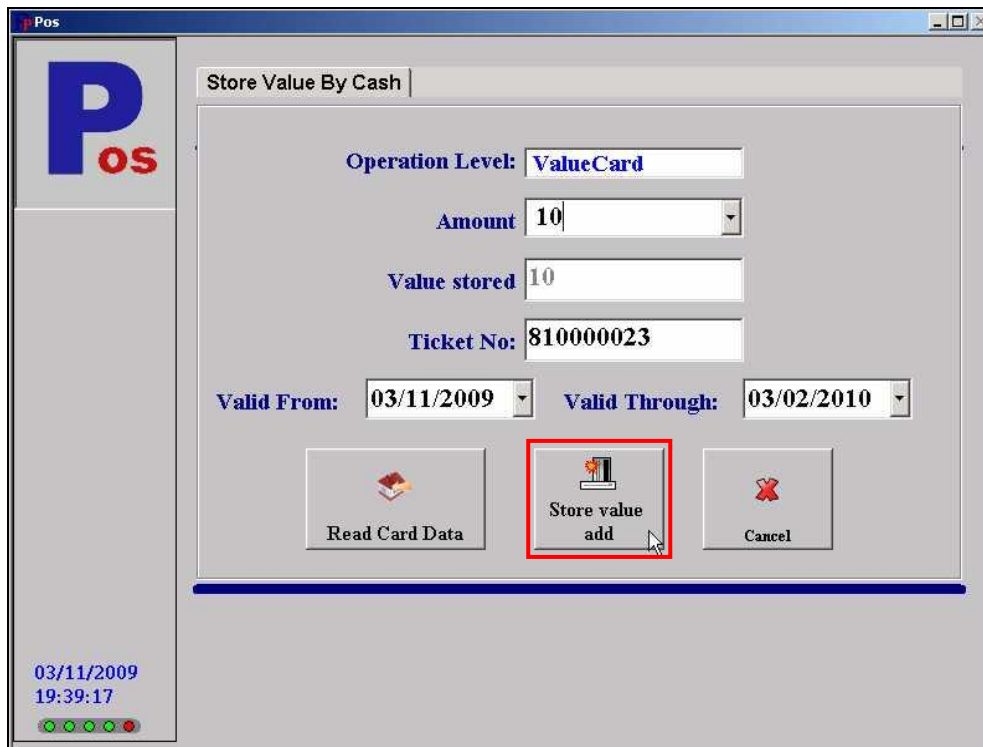 pPos
Pos
Store Value By Cash
Operation Level: ValueCard
Amount 10
Value stored 10
Ticket No: 810000023
Valid From: 03/11/2009 Valid Through: 03/02/2010
Read Card Data
Store value
add
Cancel
03/11/2009
19:39:17